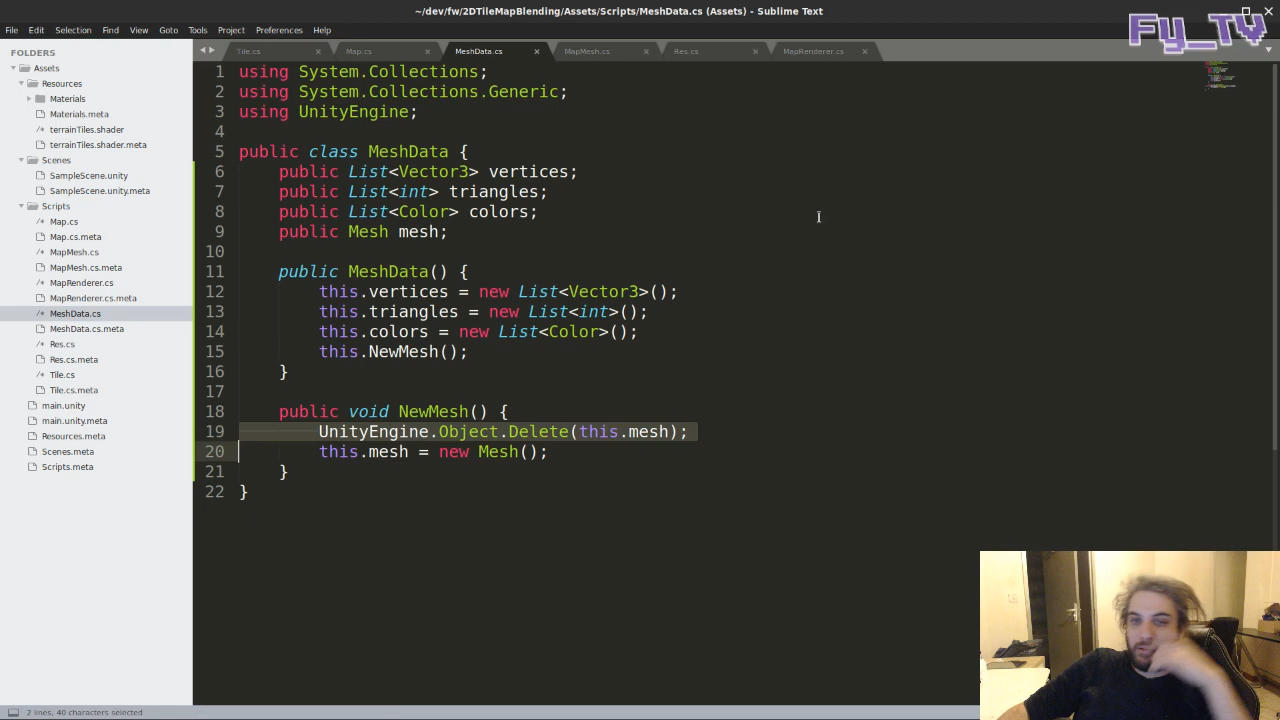 ~/dev/fw/2DTileMapBlending/Assets/Scripts/MeshData.cs (Assets) - Sublime Text
File Edit Selection Find View Goto Tools Project Preferences Help
Fy_TV
FOLDERS
Assets
Resources
Materials
Materials.meta
terrainTiles.shader
terrainTiles.shader.meta
Scenes
SampleScene.unity
SampleScene.unity.meta
Scripts
Map.cs
Map.cs.meta
MapMesh.cs
MapMesh.cs.meta
MapRenderer.cs
MapRenderer.cs.meta
MeshData.cs
MeshData.cs.meta
Res.cs
Res.cs.meta
Tile.cs
Tile.cs.meta
main.unity
main.unity.meta
Resources.meta
Scenes.meta
Scripts.meta
Tile.cs Map.cs MeshData.cs MapMesh.cs Res.cs MapRenderer.cs
1 using System.Collections;
2 using System.Collections.Generic;
3 using UnityEngine;
4
5 public class MeshData {
6 public List<Vector3> vertices;
7 public List<int> triangles;
8 public List<Color> colors;
9 public Mesh mesh;
10
11 public MeshData() {
12 this.vertices = new List<Vector3>();
13 this.triangles = new List<int>();
14 this.colors = new List<Color>();
15 this.NewMesh();
16 }
17
18 public void NewMesh() {
19 UnityEngine.Object.Delete(this.mesh);
20 this.mesh = new Mesh();
21 }
22 }
2 lines, 40 characters selected